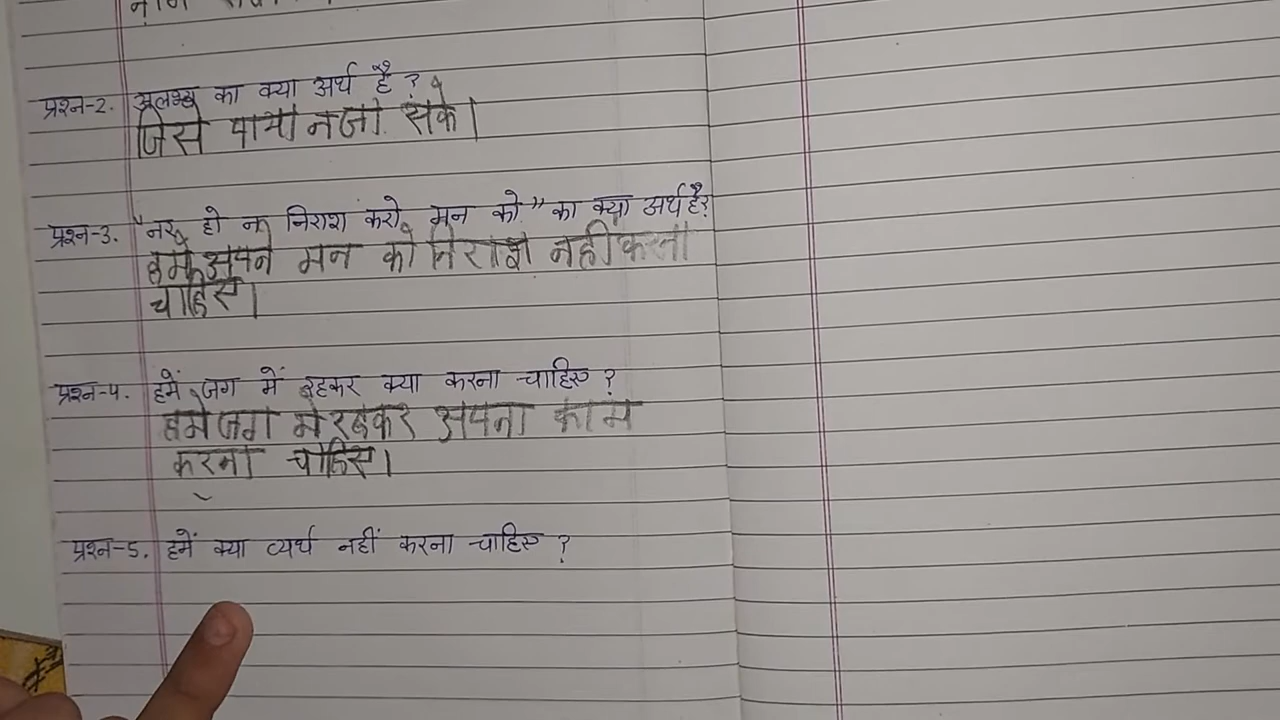 प्रश्न-2. अलभ्य का क्या अर्थ है ?
जिसे पाया न जा सके।
प्रश्न-3. "नर हो न निराश करो मन को" का क्या अर्थ है?
हमे अपने मन को निराश नही करना
चाहिए।
प्रश्न-4. हमें जग में रहकर क्या करना चाहिए ?
हमे जग मे रहकर अपना काम
करना चाहिए।
प्रश्न-5. हमें क्या व्यर्थ नहीं करना चाहिए ?